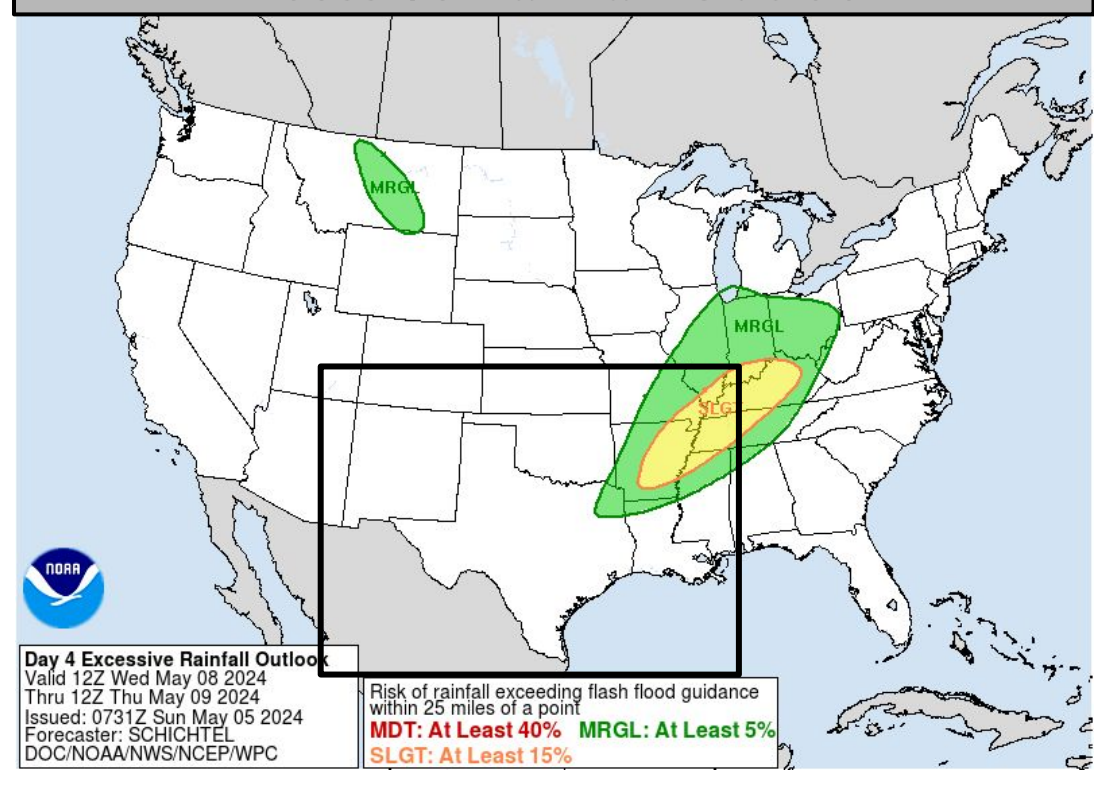 MRGL
MRGL
SLGT
NOAA
Day 4 Excessive Rainfall Outlook
Valid 12Z Wed May 08 2024
Thru 12Z Thu May 09 2024
Issued: 0731Z Sun May 05 2024
Forecaster: SCHICHTEL
DOC/NOAA/NWS/NCEP/WPC
Risk of rainfall exceeding flash flood guidance
within 25 miles of a point
MDT: At Least 40% MRGL: At Least 5%
SLGT: At Least 15%